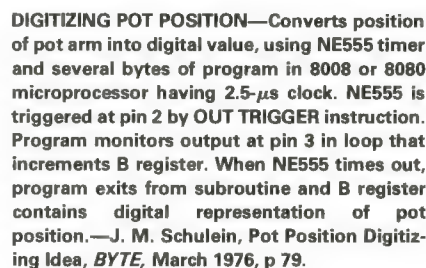 DIGITIZING POT POSITION—Converts position
of pot arm into digital value, using NE555 timer
and several bytes of program in 8008 or 8080
microprocessor having 2.5-μs clock. NE555 is
triggered at pin 2 by OUT TRIGGER instruction.
Program monitors output at pin 3 in loop that
increments B register. When NE555 times out,
program exits from subroutine and B register
contains digital representation of pot
position.—J. M. Schulein, Pot Position Digitiz-
ing Idea, BYTE, March 1976, p 79.